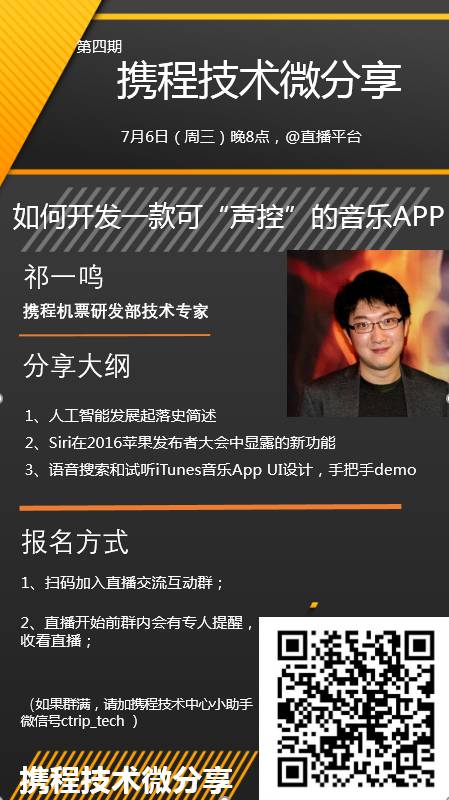 第四期
携程技术微分享
7月6日（周三）晚8点，@直播平台
如何开发一款可“声控”的音乐APP
祁一鸣
携程机票研发部技术专家
分享大纲
1、人工智能发展起落史简述
2、Siri在2016苹果发布者大会中显露的新功能
3、语音搜索和试听iTunes音乐App UI设计，手把手demo
报名方式
1、扫码加入直播交流互动群；
2、直播开始前群内会有专人提醒，
收看直播；
（如果群满，请加携程技术中心小助手
微信号ctrip_tech ）
携程技术微分享